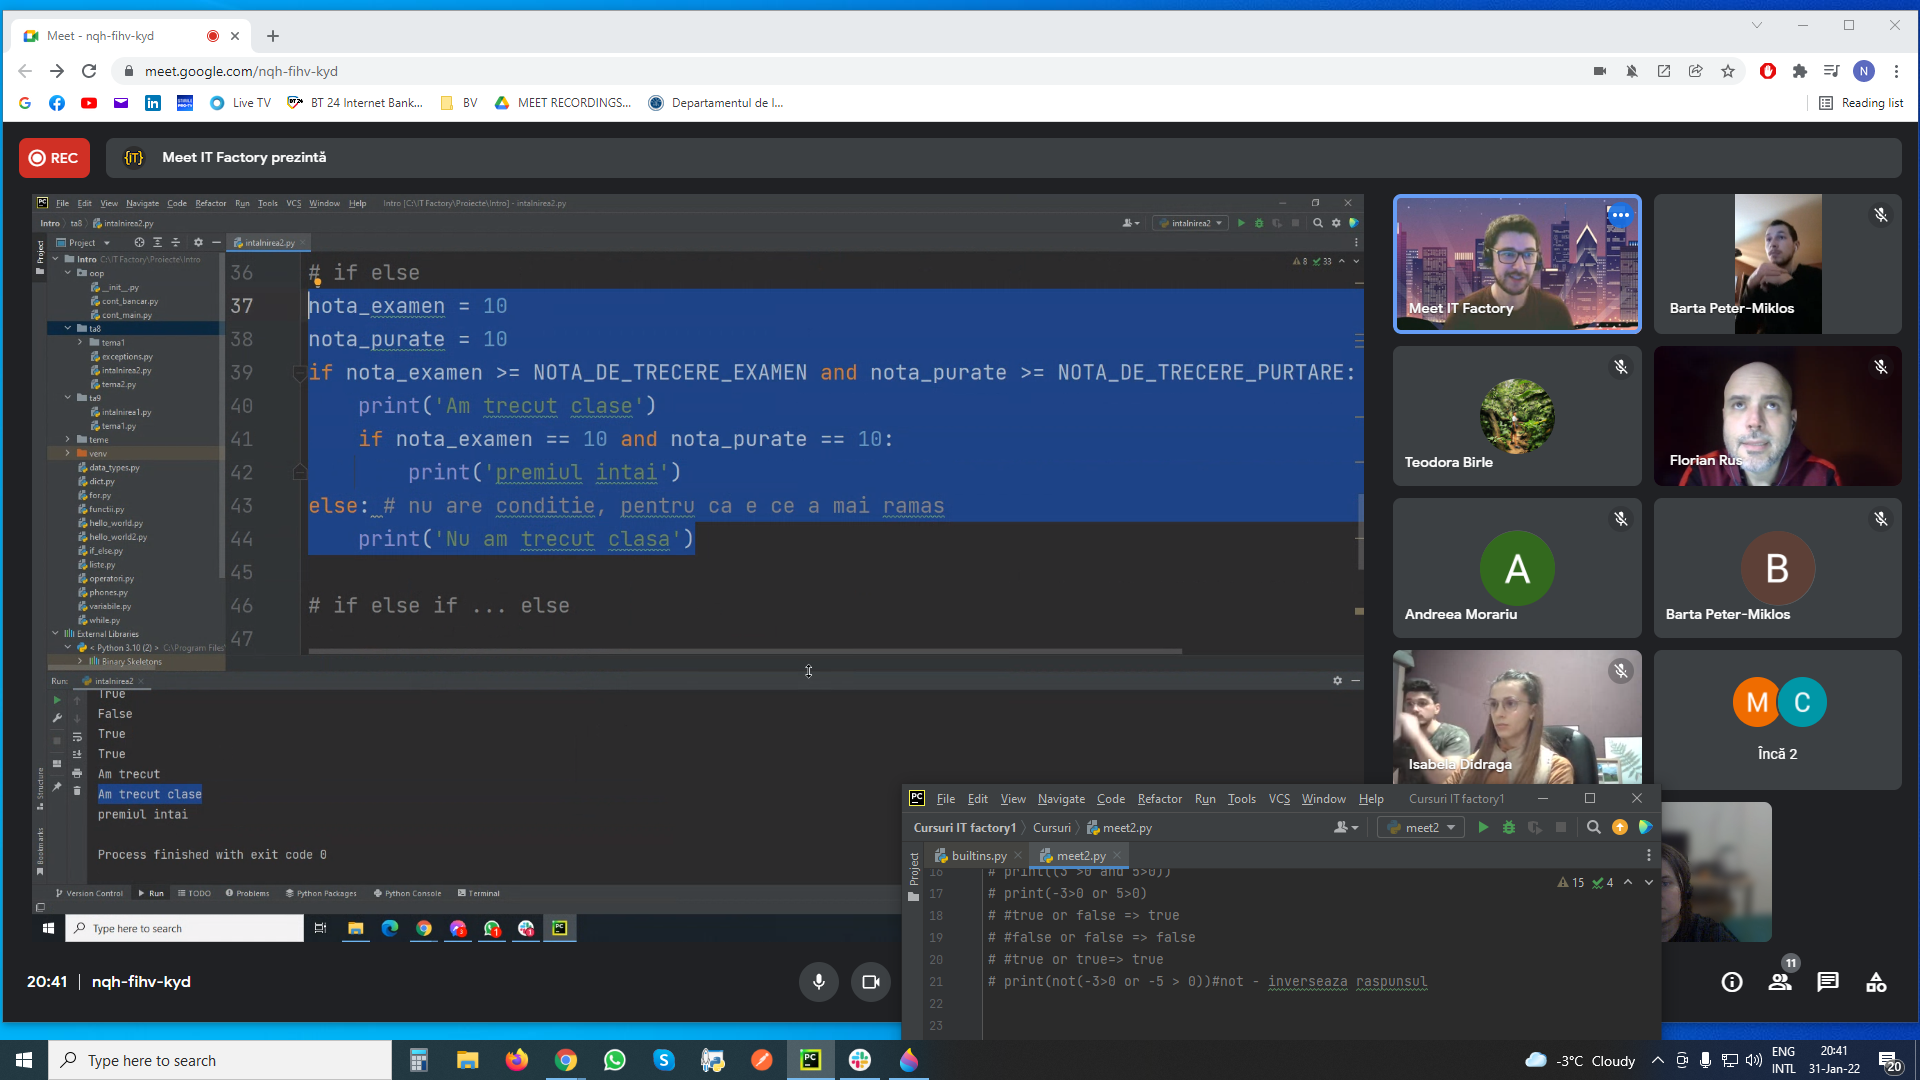 Meet - nqh-fihv-kyd
meet.google.com/nqh-fihv-kyd
N
Live TV
BT 24 Internet Bank...
BV
MEET RECORDINGS...
Departamentul de I...
Reading list
REC
{IT}
Meet IT Factory prezintă
PC File Edit View Navigate Code Refactor Run Tools VCS Window Help Intro [C:\IT Factory\Proiecte\Intro] - intalnirea2.py
Intro ta8 intalnirea2.py
intalnirea2
Project
Project
intalnirea2.py
Intro C:\IT Factory\Proiecte\Intro
oop
__init__.py
cont_bancar.py
cont_main.py
ta8
tema1
exceptions.py
intalnirea2.py
tema2.py
ta9
intalnirea1.py
tema1.py
teme
venv
data_types.py
dict.py
for.py
functii.py
hello_world.py
hello_world2.py
if_else.py
liste.py
operatori.py
phones.py
variabile.py
while.py
External Libraries
< Python 3.10 (2) > C:\Program Files
Binary Skeletons
8 33
36 # if else
37 nota_examen = 10
38 nota_purate = 10
39 if nota_examen >= NOTA_DE_TRECERE_EXAMEN and nota_purate >= NOTA_DE_TRECERE_PURTARE:
40 print('Am trecut clase')
41 if nota_examen == 10 and nota_purate == 10:
42 print('premiul intai')
43 else: # nu are conditie, pentru ca e ce a mai ramas
44 print('Nu am trecut clasa')
45
46 # if else if ... else
47
Run: intalnirea2
True
False
True
True
Am trecut
Am trecut clase
premiul intai
Process finished with exit code 0
Structure
Bookmarks
Version Control Run TODO Problems Python Packages Python Console Terminal
Type here to search
20:41 | nqh-fihv-kyd
Meet IT Factory
Barta Peter-Miklos
Teodora Birle
Florian Rus
A
Andreea Morariu
B
Barta Peter-Miklos
Isabela Didraga
M C
Încă 2
11
PC File Edit View Navigate Code Refactor Run Tools VCS Window Help Cursuri IT factory1
Cursuri IT factory1 Cursuri meet2.py
meet2
Project
builtins.py
meet2.py
15 4
16 # print((3 >0 and 5>0))
17 # print(-3>0 or 5>0)
18 # #true or false => true
19 # #false or false => false
20 # #true or true=> true
21 # print(not(-3>0 or -5 > 0))#not - inverseaza raspunsul
22
23
Type here to search
PC
-3°C Cloudy
ENG
INTL
20:41
31-Jan-22
20